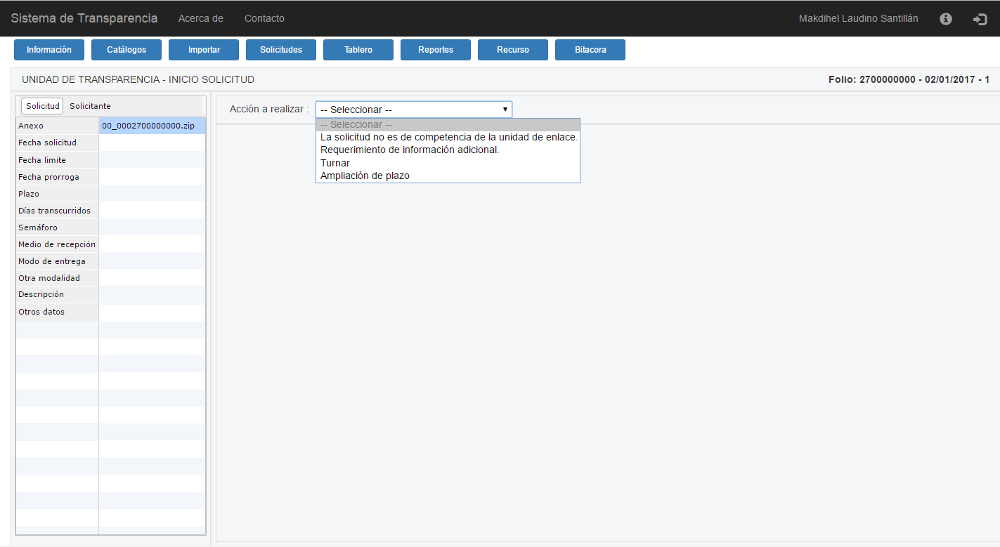 Sistema de Transparencia Acerca de Contacto Makdihel Laudino Santillán
Información Catálogos Importar Solicitudes Tablero Reportes Recurso Bitacora
UNIDAD DE TRANSPARENCIA - INICIO SOLICITUD Folio: 2700000000 - 02/01/2017 - 1
Solicitud Solicitante
Anexo 00_0002700000000.zip
Fecha solicitud
Fecha limite
Fecha prorroga
Plazo
Días transcurridos
Semáforo
Medio de recepción
Modo de entrega
Otra modalidad
Descripción
Otros datos
Acción a realizar : -- Seleccionar --
-- Seleccionar --
La solicitud no es de competencia de la unidad de enlace.
Requerimiento de información adicional.
Turnar
Ampliación de plazo